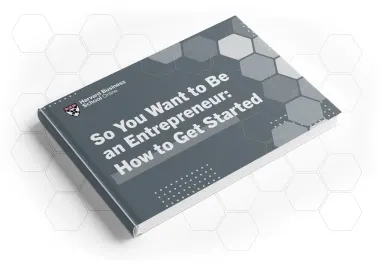 Harvard Business
School Online
So You Want to Be
an Entrepreneur:
How to Get Started